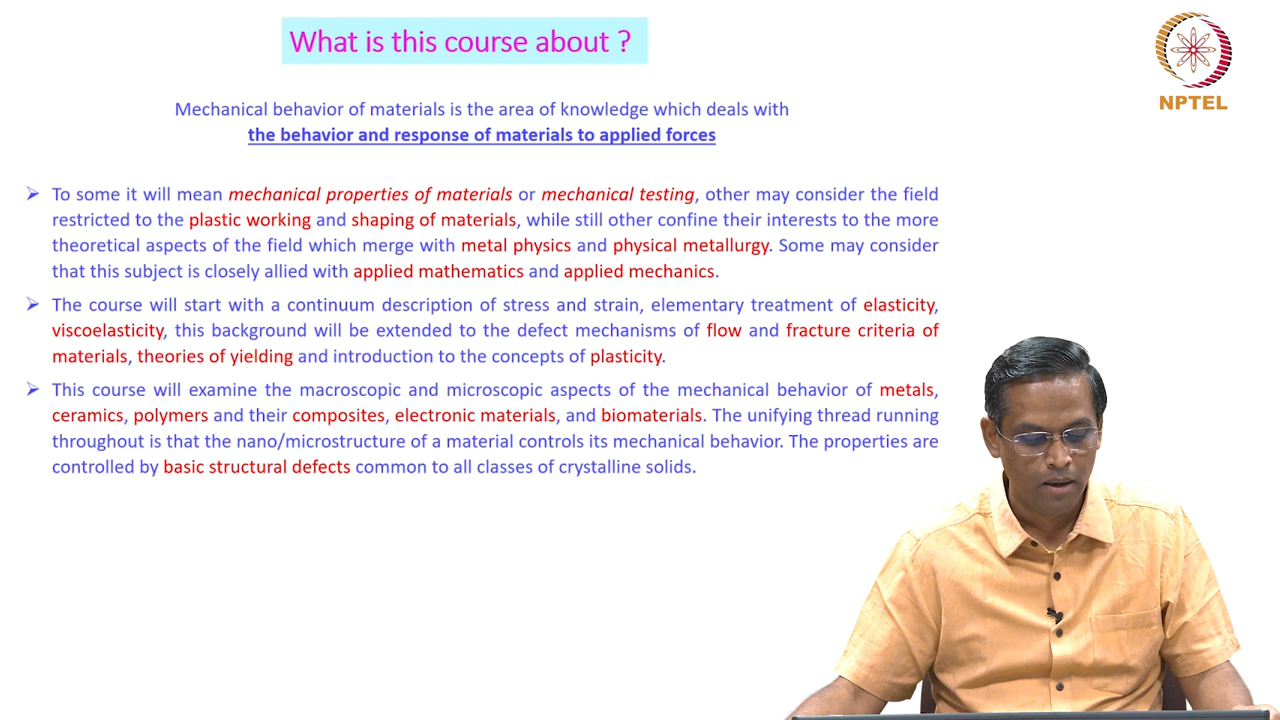 What is this course about ?
NPTEL
Mechanical behavior of materials is the area of knowledge which deals with
the behavior and response of materials to applied forces
To some it will mean mechanical properties of materials or mechanical testing, other may consider the field
restricted to the plastic working and shaping of materials, while still other confine their interests to the more
theoretical aspects of the field which merge with metal physics and physical metallurgy. Some may consider
that this subject is closely allied with applied mathematics and applied mechanics.
The course will start with a continuum description of stress and strain, elementary treatment of elasticity,
viscoelasticity, this background will be extended to the defect mechanisms of flow and fracture criteria of
materials, theories of yielding and introduction to the concepts of plasticity.
This course will examine the macroscopic and microscopic aspects of the mechanical behavior of metals,
ceramics, polymers and their composites, electronic materials, and biomaterials. The unifying thread running
throughout is that the nano/microstructure of a material controls its mechanical behavior. The properties are
controlled by basic structural defects common to all classes of crystalline solids.